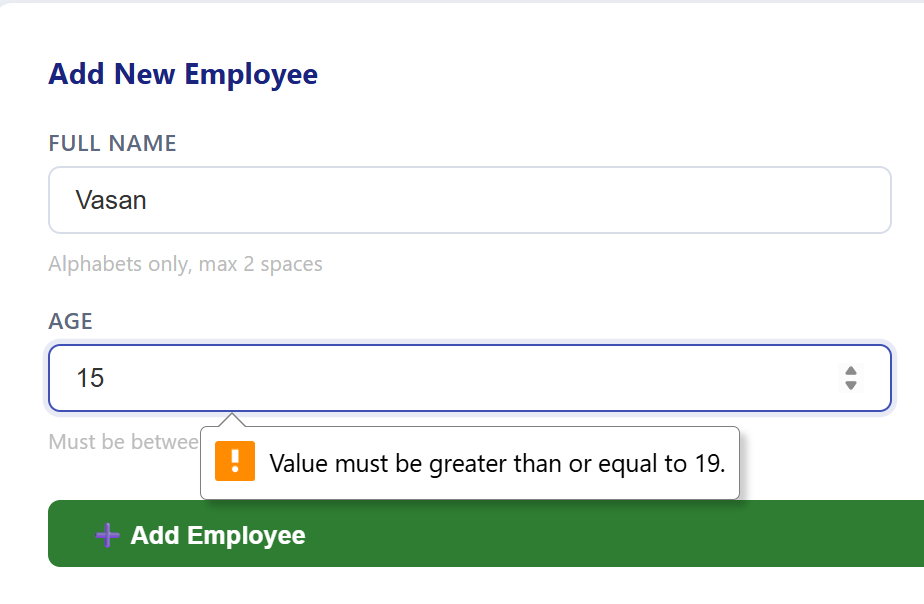 Add New Employee
FULL NAME
Vasan
Alphabets only, max 2 spaces
AGE
15
Must be
Value must be greater than or equal to 19.
Add Employee